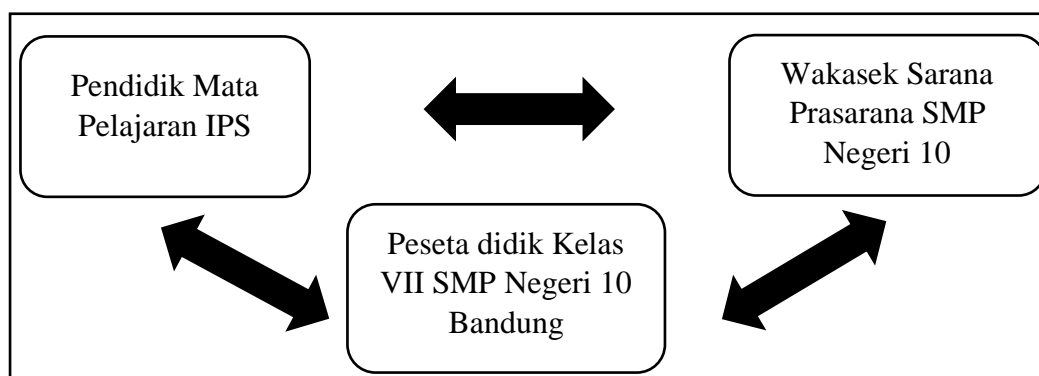 Pendidik Mata
Pelajaran IPS
Wakasek Sarana
Prasarana SMP
Negeri 10
Peseta didik Kelas
VII SMP Negeri 10
Bandung